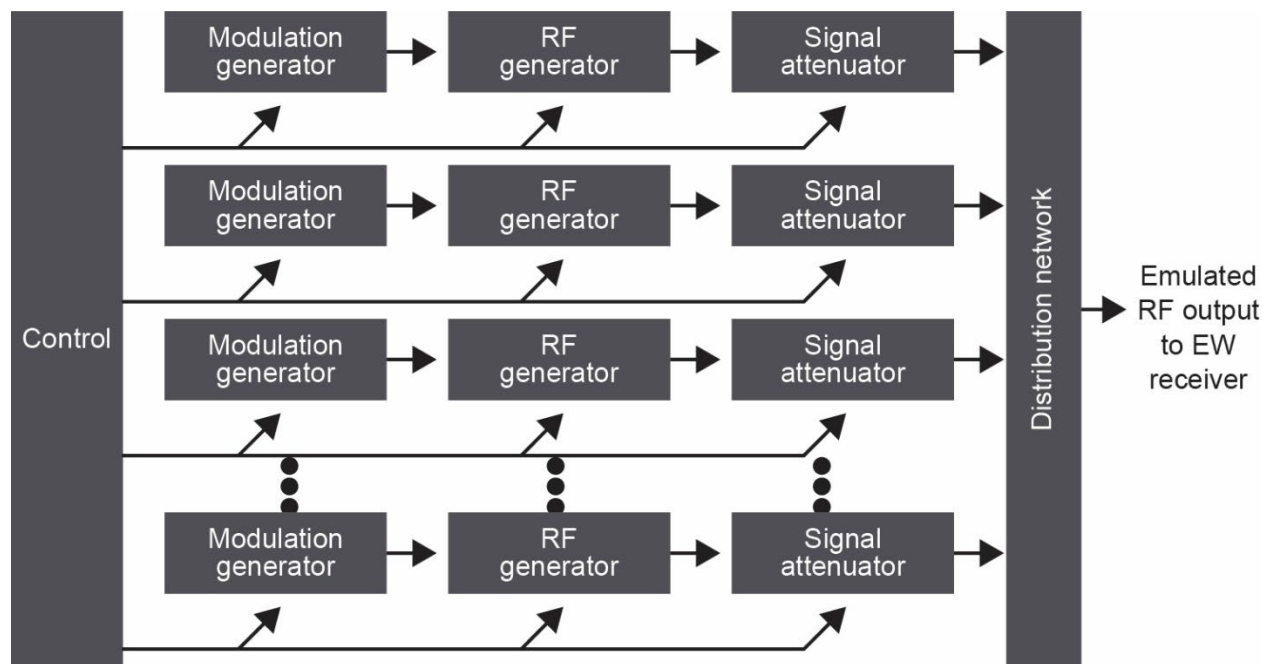 Modulation
generator
RF
generator
Signal
attenuator
Modulation
generator
RF
generator
Signal
attenuator
Control
Modulation
generator
RF
generator
Signal
attenuator
Modulation
generator
RF
generator
Signal
attenuator
Distribution network
Emulated
RF output
to EW
receiver